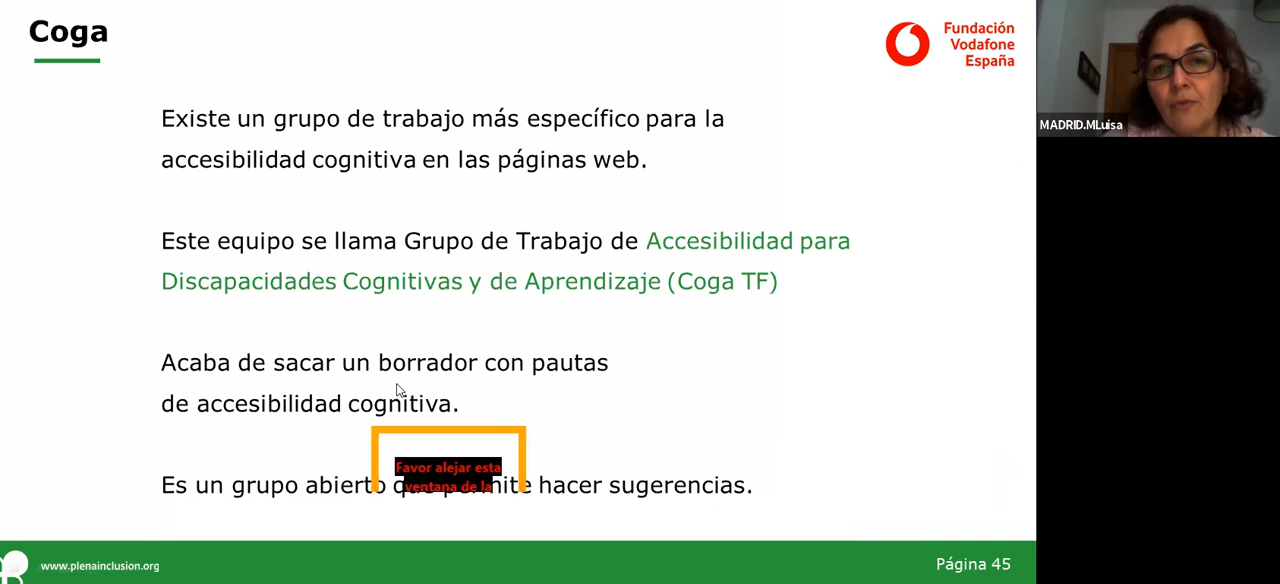 Coga
Fundación
Vodafone
España
MADRID.MLuisa
Existe un grupo de trabajo más específico para la
accesibilidad cognitiva en las páginas web.
Este equipo se llama Grupo de Trabajo de Accesibilidad para
Discapacidades Cognitivas y de Aprendizaje (Coga TF)
Acaba de sacar un borrador con pautas
de accesibilidad cognitiva.
Favor alejar esta
ventana de la
Es un grupo abierto hacer sugerencias.
www.plenainclusion.org
Página 45